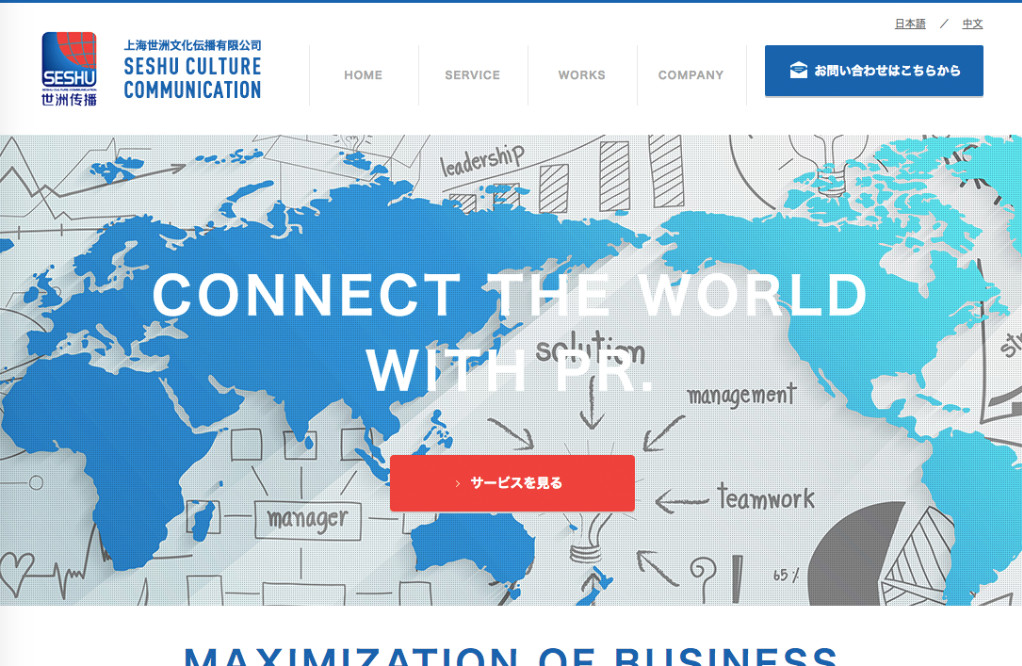 日本語 ／ 中文
SESHU
世洲传播
上海世洲文化伝播有限公司
SESHU CULTURE
COMMUNICATION
HOME
SERVICE
WORKS
COMPANY
お問い合わせはこちらから
leadership
CONNECT THE WORLD
WITH PR.
solution
management
サービスを見る
teamwork
manager
65%
MAXIMIZATION OF BUSINESS